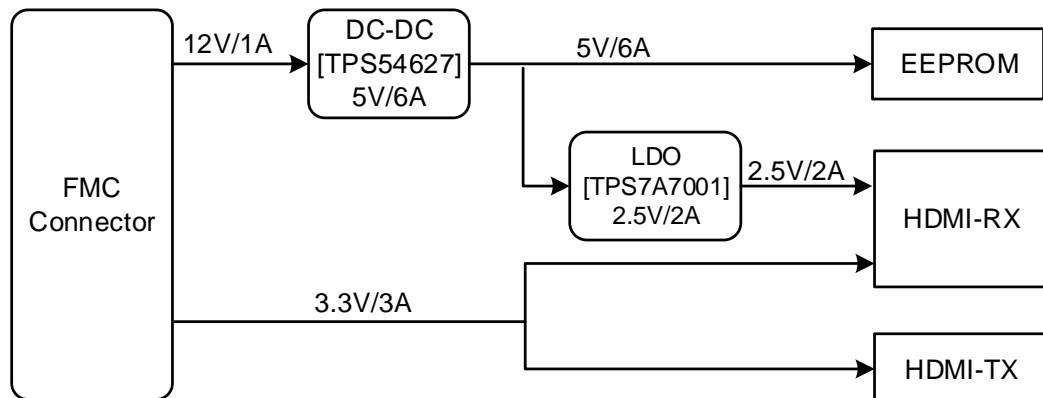 FMC
Connector
12V/1A
DC-DC
[TPS54627]
5V/6A
5V/6A
EEPROM
LDO
[TPS7A7001]
2.5V/2A
2.5V/2A
HDMI-RX
3.3V/3A
HDMI-TX